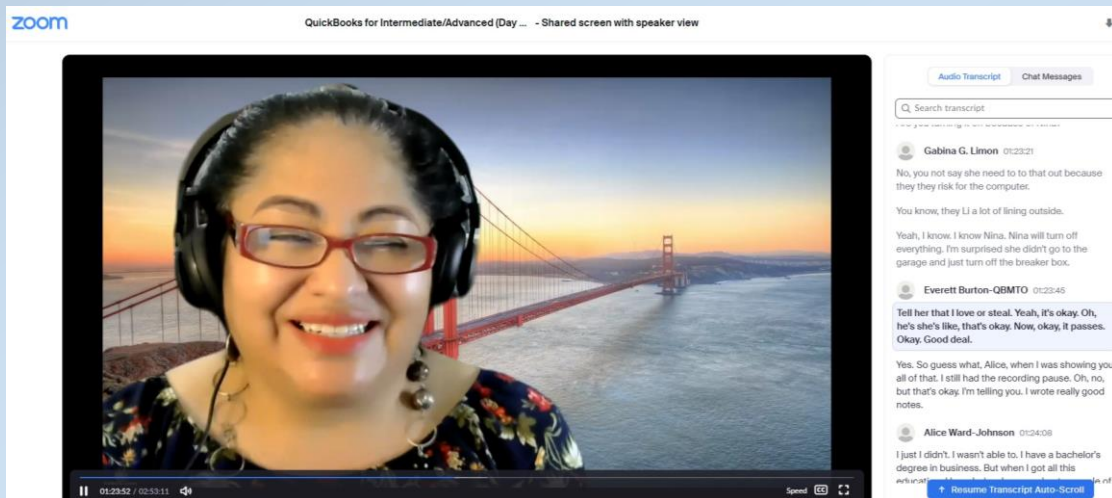 zoom
QuickBooks for Intermediate/Advanced (Day ... - Shared screen with speaker view
Audio Transcript
Chat Messages
Search transcript
Gabina G. Limon 01:23:21
No, you not say she need to to that out because
they they risk for the computer.
You know, they Li a lot of lining outside.
Yeah, I know. I know Nina. Nina will turn off
everything. I'm surprised she didn't go to the
garage and just turn off the breaker box.
Everett Burton-QBMTO 01:23:45
Tell her that I love or steal. Yeah, it's okay. Oh,
he's she's like, that's okay. Now, okay, it passes.
Okay. Good deal.
Yes. So guess what, Alice, when I was showing you
all of that. I still had the recording pause. Oh, no,
but that's okay. I'm telling you. I wrote really good
notes.
Alice Ward-Johnson 01:24:08
I just I didn't. I wasn't able to. I have a bachelor's
degree in business. But when I got all this
Resume Transcript Auto-Scroll
01:23:52 / 02:53:11
Speed
CC